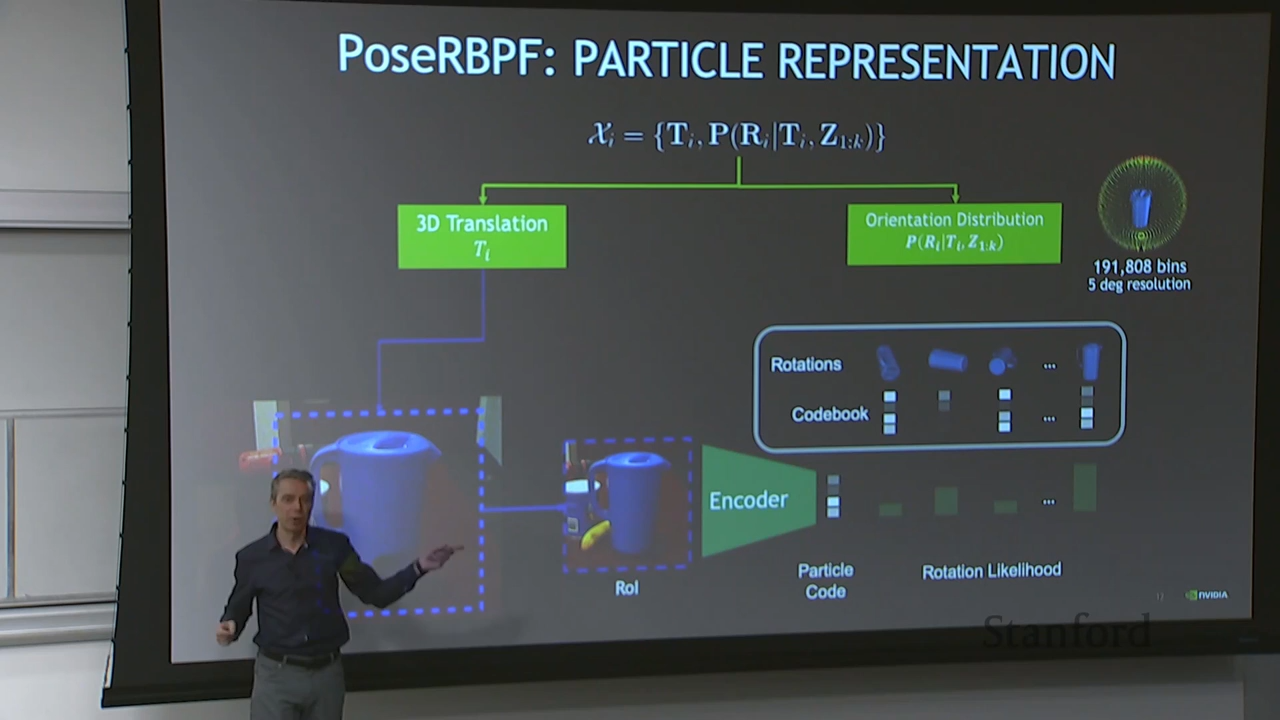 PoseRBPF: PARTICLE REPRESENTATION
𝒳ᵢ = {Tᵢ, P(Rᵢ|Tᵢ, Z₁:ₖ)}
3D Translation
Tᵢ
Orientation Distribution
P(Rᵢ|Tᵢ, Z₁:ₖ)
191,808 bins
5 deg resolution
Rotations
...
Codebook
...
Encoder
...
RoI
Particle
Code
Rotation Likelihood
NVIDIA
Stanford